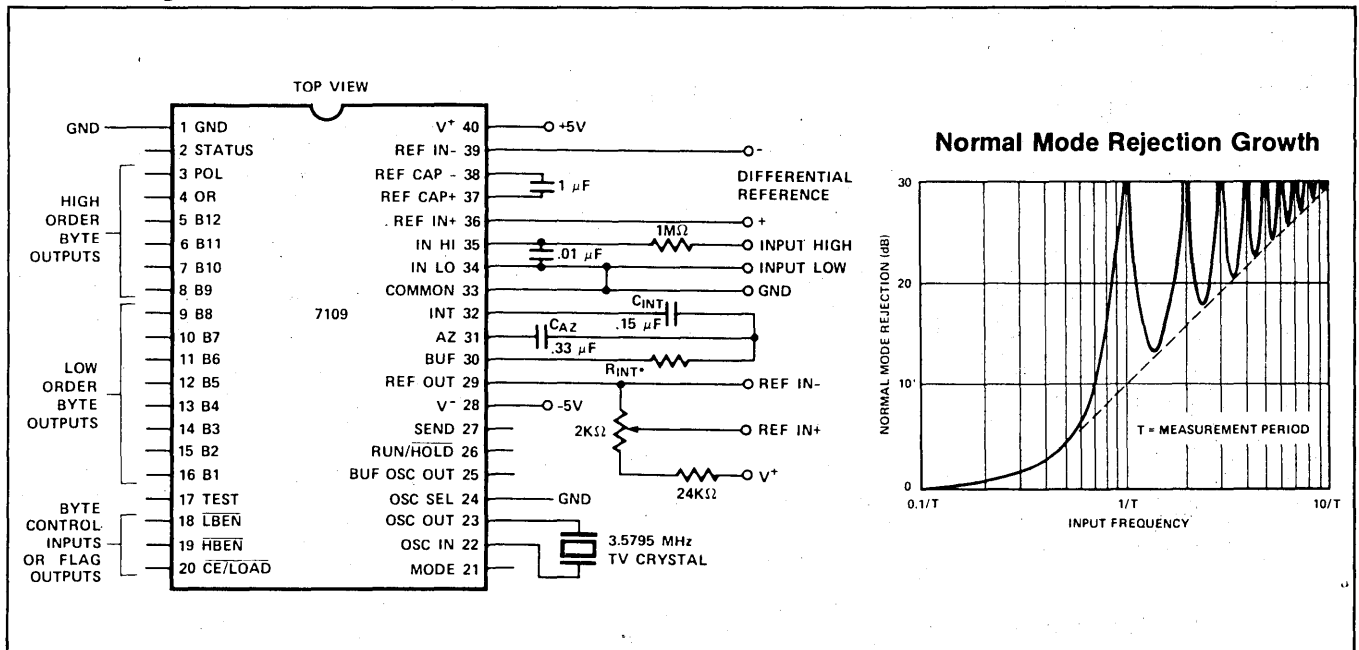 TOP VIEW
GND
1 GND
2 STATUS
3 POL
4 OR
5 B12
6 B11
7 B10
8 B9
9 B8
10 B7
11 B6
12 B5
13 B4
14 B3
15 B2
16 B1
17 TEST
18 LBEN
19 HBEN
20 CE/LOAD
HIGH
ORDER
BYTE
OUTPUTS
LOW
ORDER
BYTE
OUTPUTS
BYTE
CONTROL
INPUTS
OR FLAG
OUTPUTS
7109
V+ 40
REF IN- 39
REF CAP - 38
REF CAP+ 37
REF IN+ 36
IN HI 35
IN LO 34
COMMON 33
INT 32
AZ 31
BUF 30
REF OUT 29
V- 28
SEND 27
RUN/HOLD 26
BUF OSC OUT 25
OSC SEL 24
OSC OUT 23
OSC IN 22
MODE 21
+5V
-
1 µF
DIFFERENTIAL
REFERENCE
+
1MΩ
INPUT HIGH
.01 µF
INPUT LOW
GND
CINT
.15 µF
CAZ
.33 µF
RINT*
REF IN-
-5V
2KΩ
REF IN+
V+
24KΩ
GND
3.5795 MHz
TV CRYSTAL
Normal Mode Rejection Growth
NORMAL MODE REJECTION (dB)
30
20
10
0
T = MEASUREMENT PERIOD
0.1/T
1/T
10/T
INPUT FREQUENCY